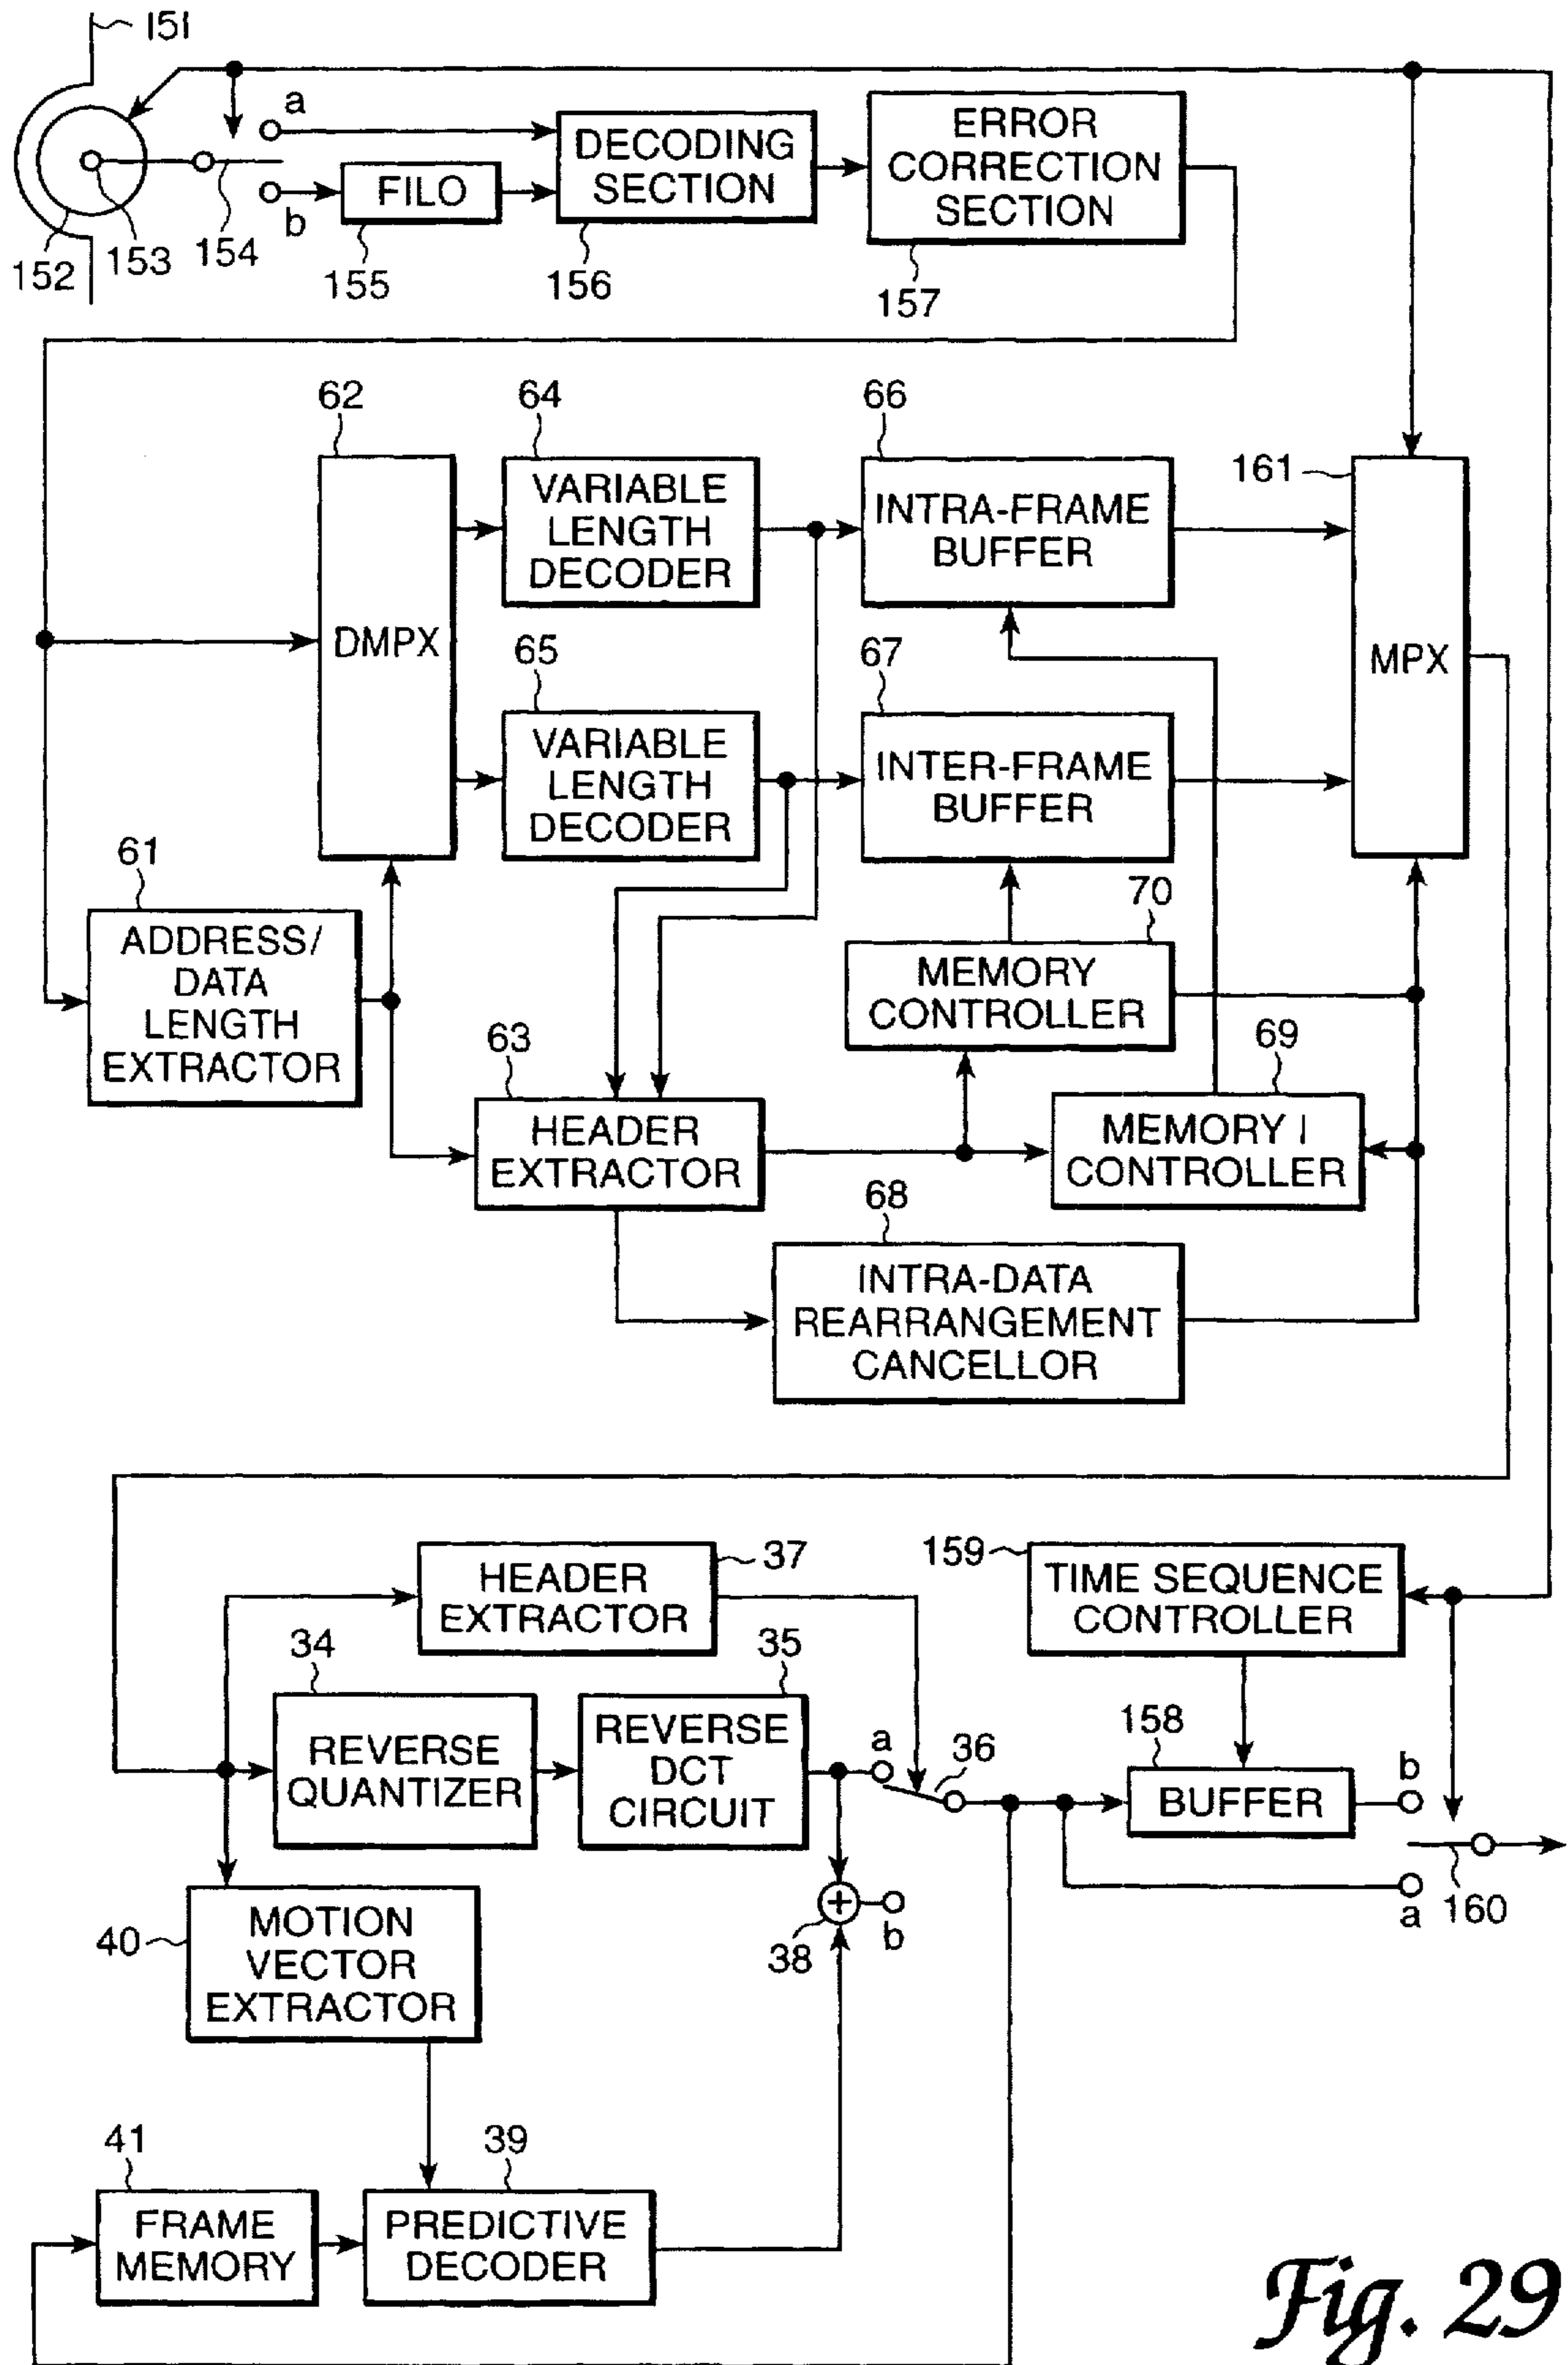 151
a
b
152
153
154
FILO
155
DECODING
SECTION
156
ERROR
CORRECTION
SECTION
157
62
DMPX
64
VARIABLE
LENGTH
DECODER
66
INTRA-FRAME
BUFFER
161
MPX
65
VARIABLE
LENGTH
DECODER
67
INTER-FRAME
BUFFER
61
ADDRESS/
DATA
LENGTH
EXTRACTOR
70
MEMORY
CONTROLLER
63
HEADER
EXTRACTOR
69
MEMORY I
CONTROLLER
68
INTRA-DATA
REARRANGEMENT
CANCELLOR
37
HEADER
EXTRACTOR
159
TIME SEQUENCE
CONTROLLER
34
REVERSE
QUANTIZER
35
REVERSE
DCT
CIRCUIT
a
36
158
BUFFER
b
a
160
38
b
40
MOTION
VECTOR
EXTRACTOR
41
FRAME
MEMORY
39
PREDICTIVE
DECODER
Fig. 29